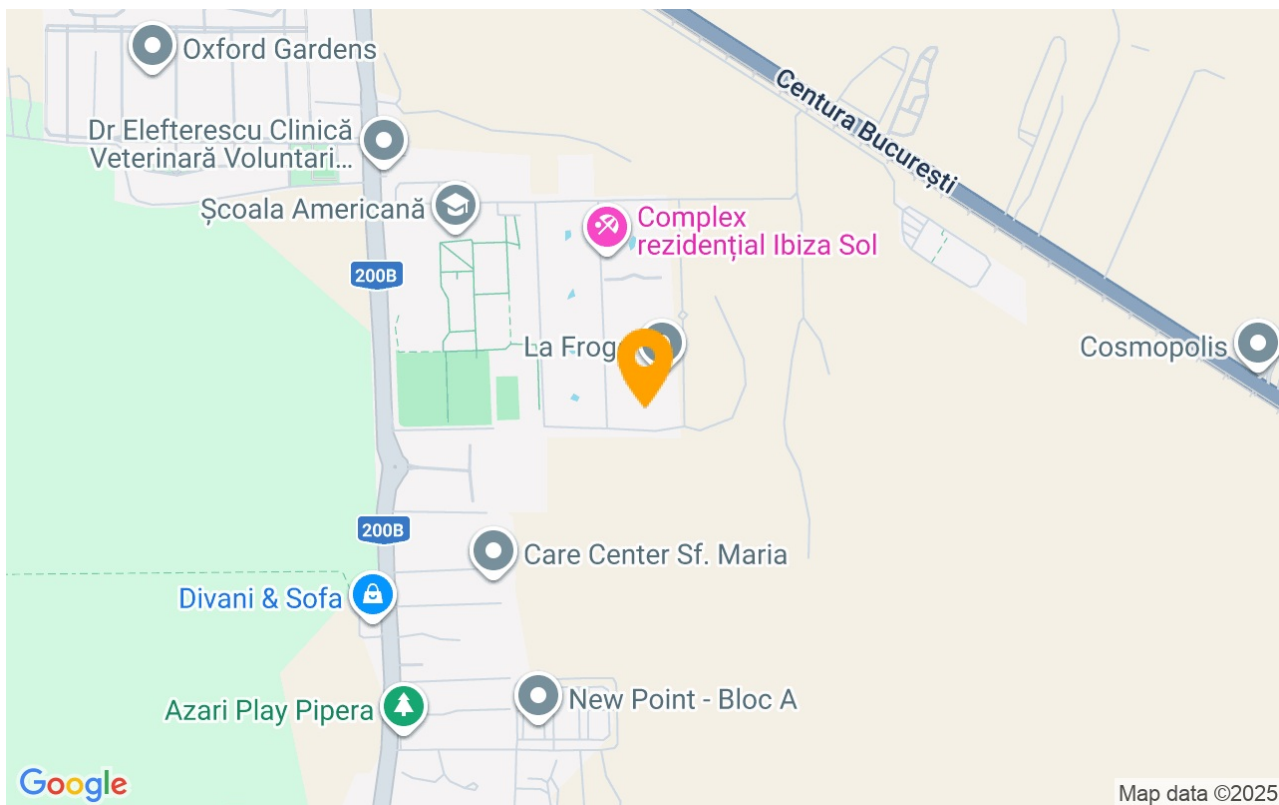 Oxford Gardens
Dr Elefterescu Clinică
Veterinară Voluntari...
Centura București
Școala Americană
Complex
rezidențial Ibiza Sol
200B
La Frog
Cosmopolis
200B
Care Center Sf. Maria
Divani & Sofa
New Point - Bloc A
Azari Play Pipera
Google
Map data ©2025